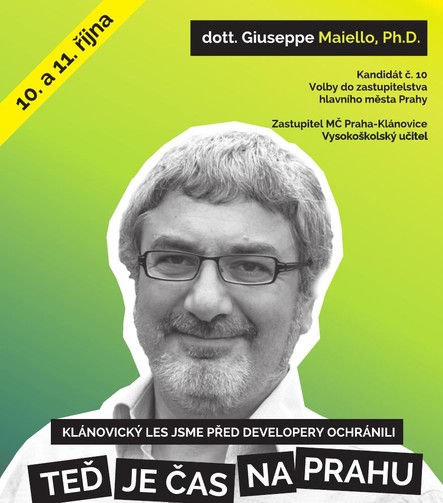 10. a 11. října
dott. Giuseppe Maiello, Ph.D.
Kandidát č. 10
Volby do zastupitelstva
hlavního města Prahy
Zastupitel MČ Praha-Klánovice
Vysokoškolský učitel
KLÁNOVICKÝ LES JSME PŘED DEVELOPERY OCHRÁNILI
TEĎ JE ČAS NA PRAHU